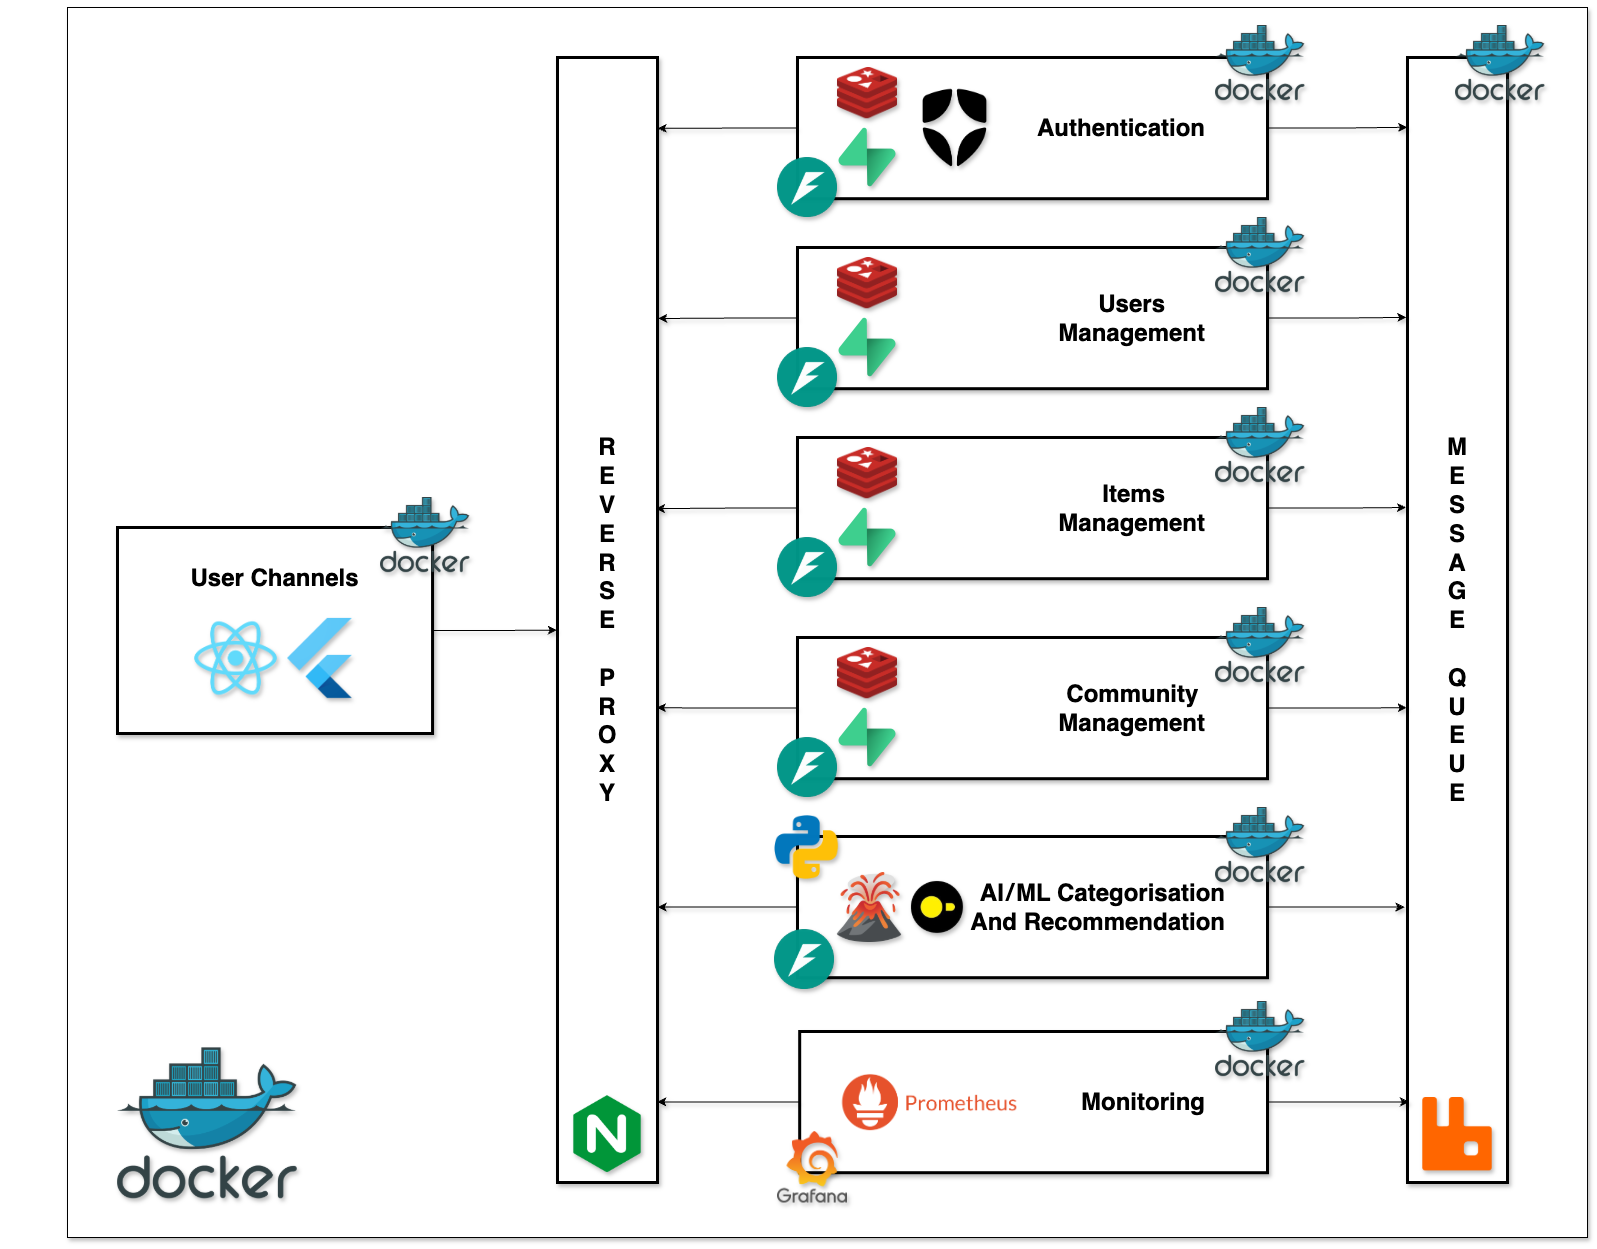 docker
docker
Authentication
docker
Users
Management
docker
Items
Management
docker
User Channels
REVERSE PROXY
MESSAGE QUEUE
docker
Community
Management
docker
AI/ML Categorisation
And Recommendation
docker
Prometheus
Monitoring
Grafana
docker
N